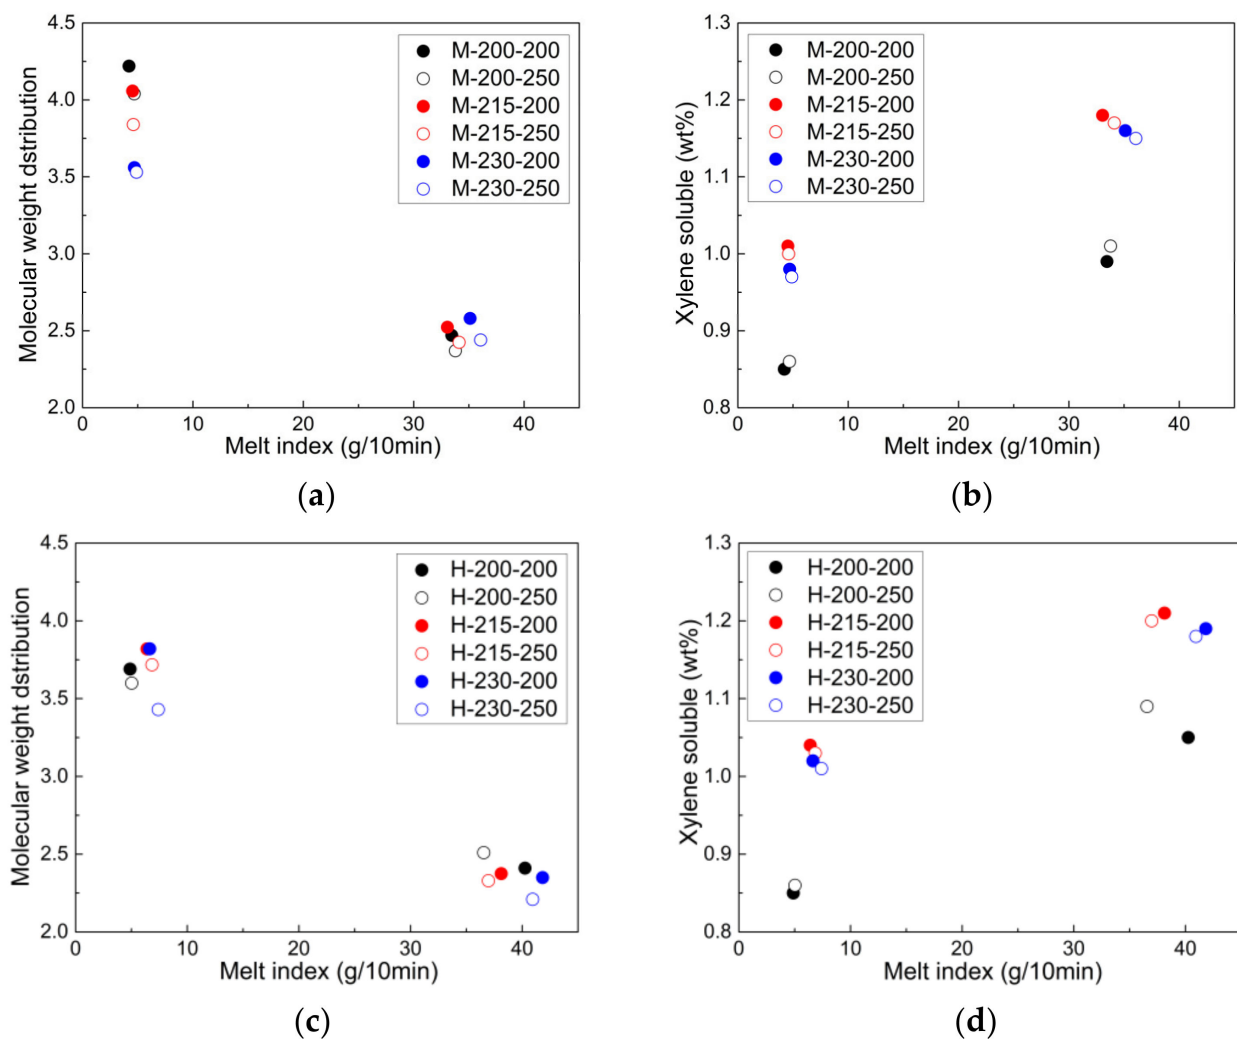 4.5
4.0
3.5
3.0
2.5
2.0
Molecular weight dstribution
M-200-200
M-200-250
M-215-200
M-215-250
M-230-200
M-230-250
0 10 20 30 40
Melt index (g/10min)
(a)
1.3
1.2
1.1
1.0
0.9
0.8
Xylene soluble (wt%)
M-200-200
M-200-250
M-215-200
M-215-250
M-230-200
M-230-250
0 10 20 30 40
Melt index (g/10min)
(b)
4.5
4.0
3.5
3.0
2.5
2.0
Molecular weight dstribution
H-200-200
H-200-250
H-215-200
H-215-250
H-230-200
H-230-250
0 10 20 30 40
Melt index (g/10min)
(c)
1.3
1.2
1.1
1.0
0.9
0.8
Xylene soluble (wt%)
H-200-200
H-200-250
H-215-200
H-215-250
H-230-200
H-230-250
0 10 20 30 40
Melt index (g/10min)
(d)